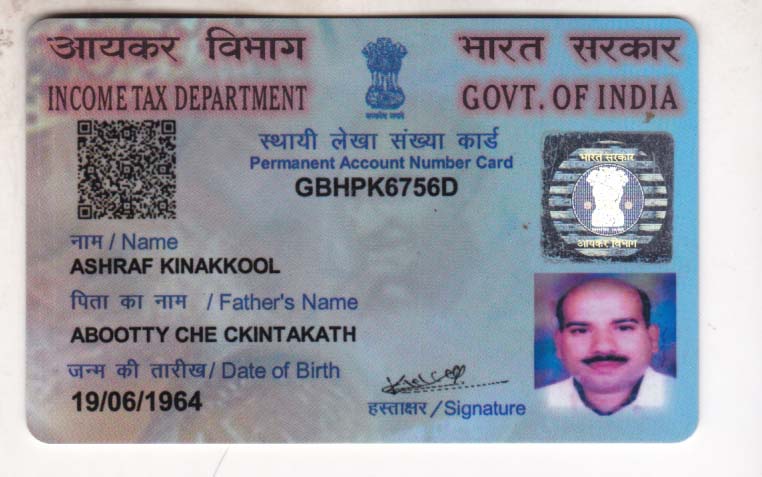 आयकर विभाग भारत सरकार
INCOME TAX DEPARTMENT GOVT. OF INDIA
सत्यमेव जयते
स्थायी लेखा संख्या कार्ड
Permanent Account Number Card
GBHPK6756D
भारत सरकार
आयकर विभाग
नाम / Name
ASHRAF KINAKKOOL
पिता का नाम / Father's Name
ABOOTTY CHE CKINTAKATH
जन्म की तारीख / Date of Birth
19/06/1964
हस्ताक्षर / Signature